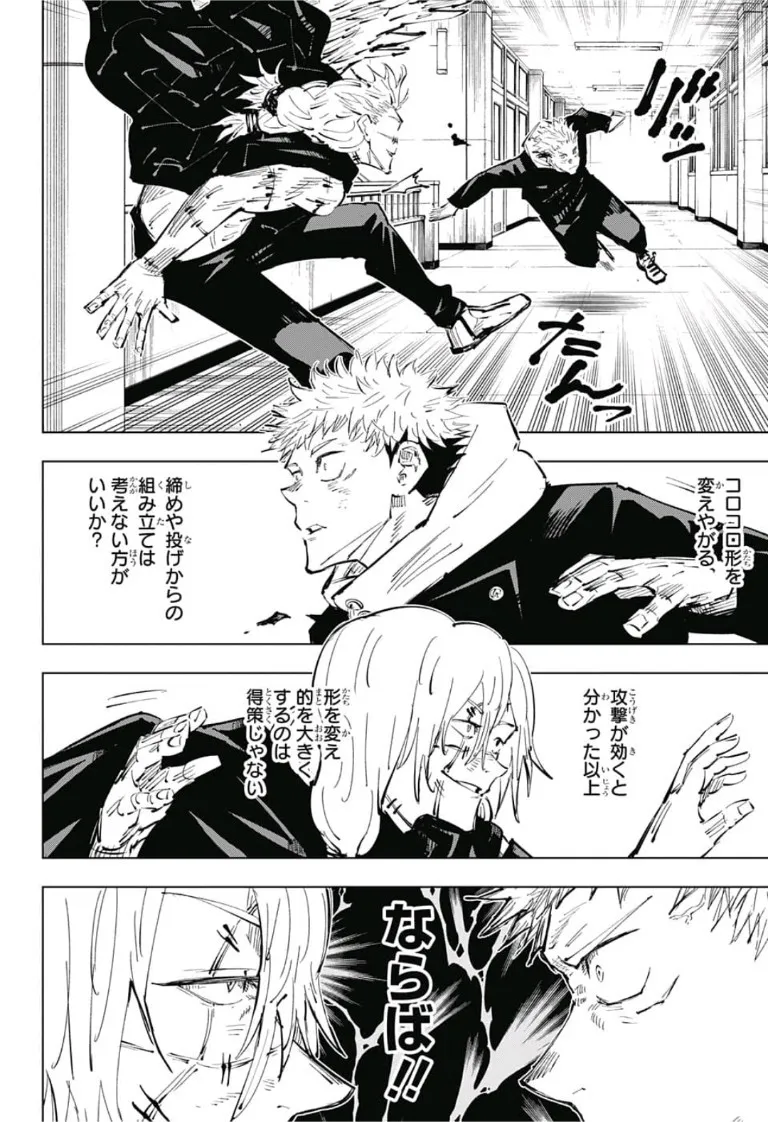 ババッ
たんっ
コロコロ形を
変えやがる
締めや投げからの
組み立ては
考えない方が
いいか？
攻撃が効くと
分かった以上
形を変え
的を大きく
するのは
得策じゃない
ならば!!